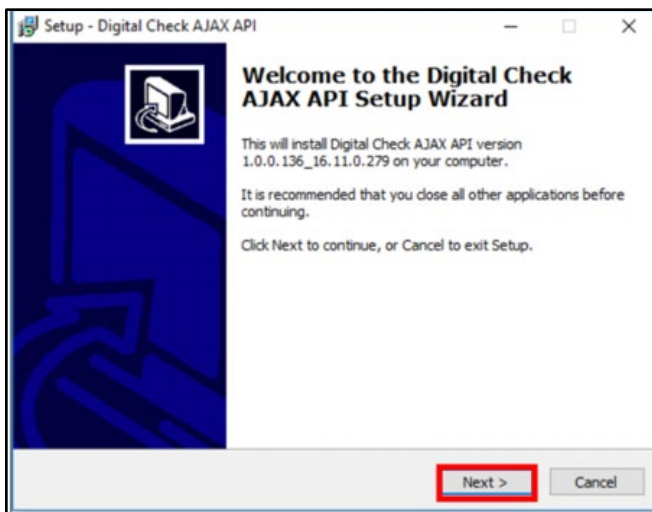 Setup - Digital Check AJAX API
Welcome to the Digital Check
AJAX API Setup Wizard
This will install Digital Check AJAX API version
1.0.0.136_16.11.0.279 on your computer.
It is recommended that you close all other applications before
continuing.
Click Next to continue, or Cancel to exit Setup.
Next >
Cancel